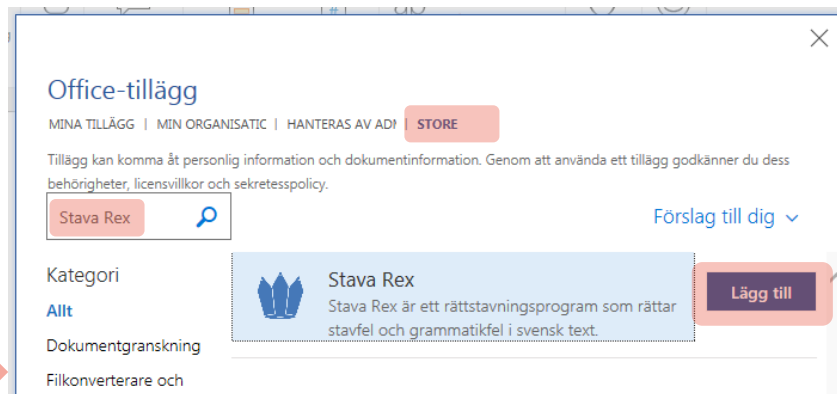 Office-tillägg
MINA TILLÄGG | MIN ORGANISATIC | HANTERAS AV ADM | STORE
Tillägg kan komma åt personlig information och dokumentinformation. Genom att använda ett tillägg godkänner du dess
behörigheter, licensvillkor och sekretesspolicy.
Stava Rex
Förslag till dig
Kategori
Allt
Dokumentgranskning
Filkonverterare och
Stava Rex
Stava Rex är ett rättstavningsprogram som rättar
stavfel och grammatikfel i svensk text.
Lägg till